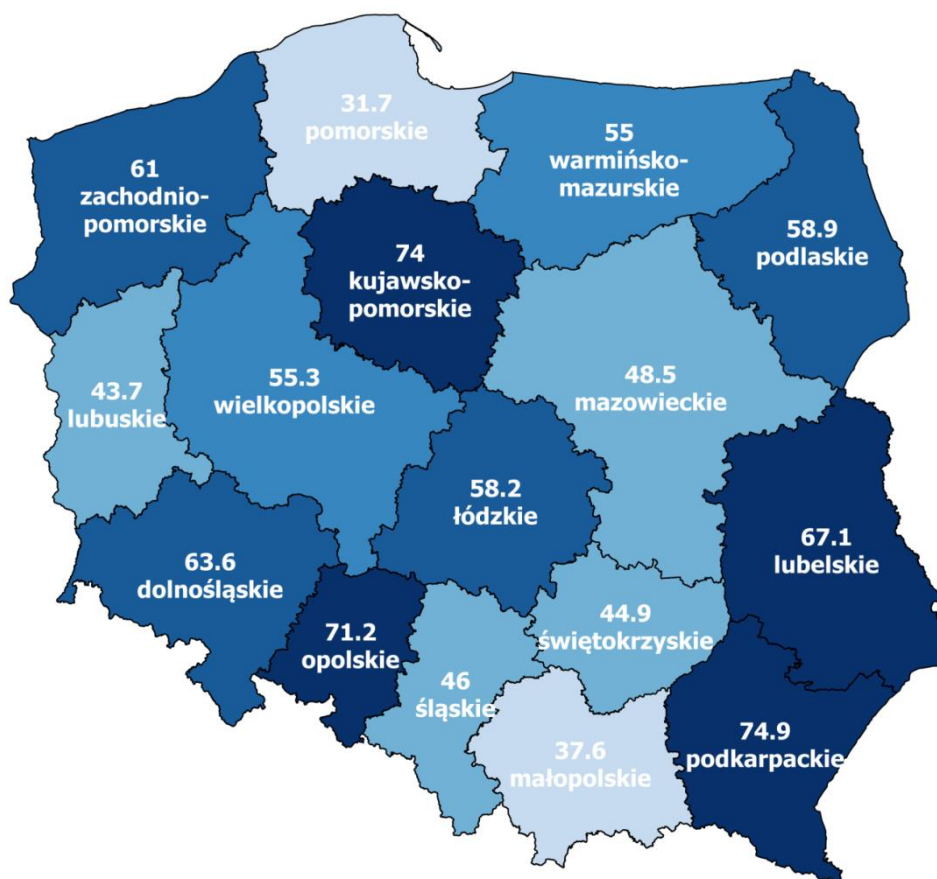 31.7
pomorskie
55
warmińsko-
mazurskie
61
zachodnio-
pomorskie
58.9
podlaskie
74
kujawsko-
pomorskie
43.7
lubuskie
55.3
wielkopolskie
48.5
mazowieckie
58.2
łódzkie
67.1
lubelskie
63.6
dolnośląskie
71.2
opolskie
44.9
świętokrzyskie
46
śląskie
37.6
małopolskie
74.9
podkarpackie